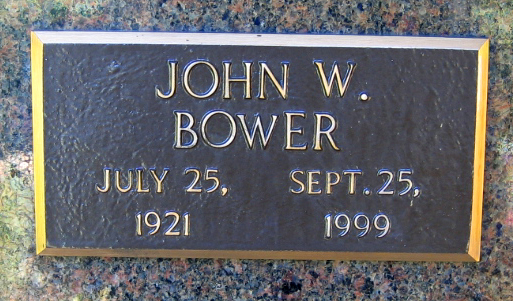 JOHN W.
BOWER
JULY 25, SEPT. 25,
1921 1999